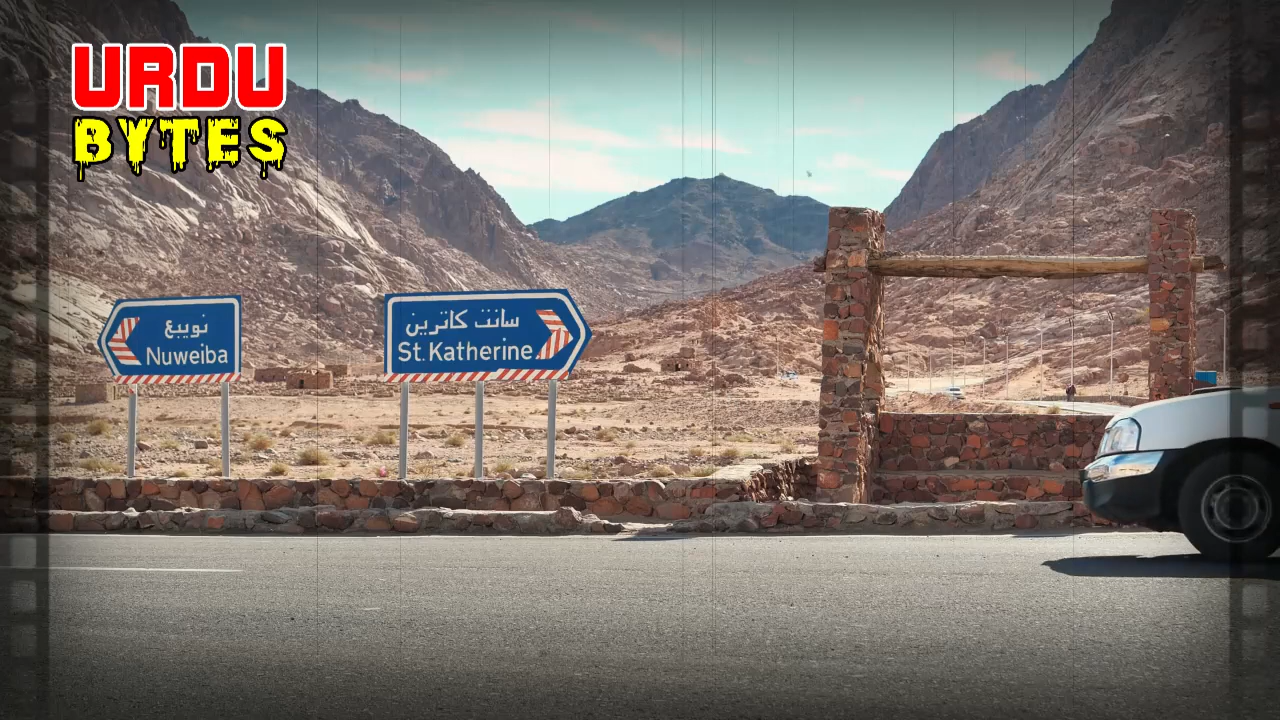 URDU
BYTES
نويبع
Nuweiba
سانت كاترين
St.Katherine